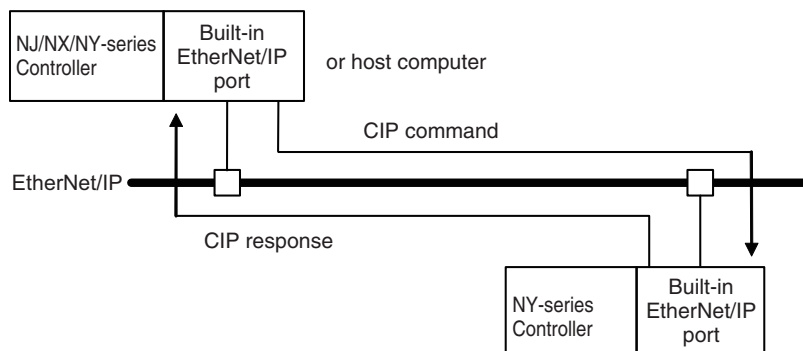 NJ/NX/NY-series
Controller
Built-in
EtherNet/IP
port
or host computer
CIP command
EtherNet/IP
CIP response
NY-series
Controller
Built-in
EtherNet/IP
port